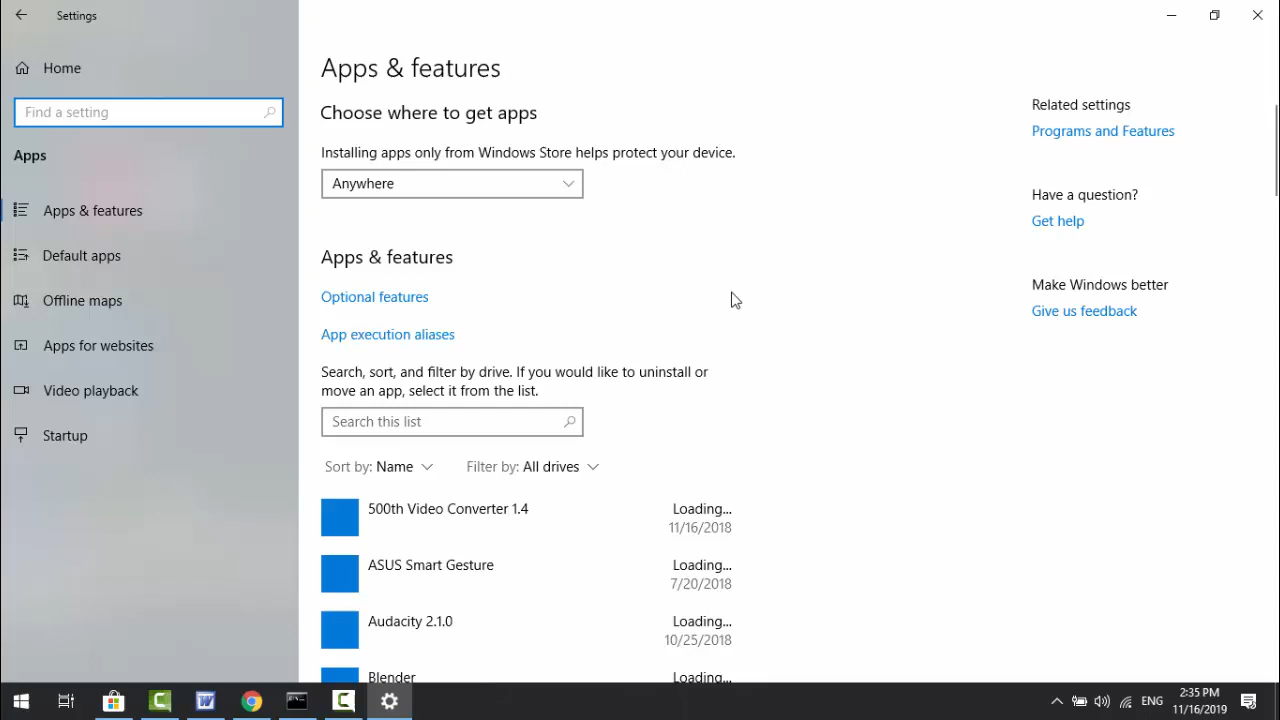 Settings
Home
Find a setting
Apps
Apps & features
Default apps
Offline maps
Apps for websites
Video playback
Startup
Apps & features
Choose where to get apps
Installing apps only from Windows Store helps protect your device.
Anywhere
Apps & features
Optional features
App execution aliases
Search, sort, and filter by drive. If you would like to uninstall or
move an app, select it from the list.
Search this list
Sort by: Name Filter by: All drives
500th Video Converter 1.4 Loading...
11/16/2018
ASUS Smart Gesture Loading...
7/20/2018
Audacity 2.1.0 Loading...
10/25/2018
Blender Loading...
Related settings
Programs and Features
Have a question?
Get help
Make Windows better
Give us feedback
ENG
2:35 PM
11/16/2019